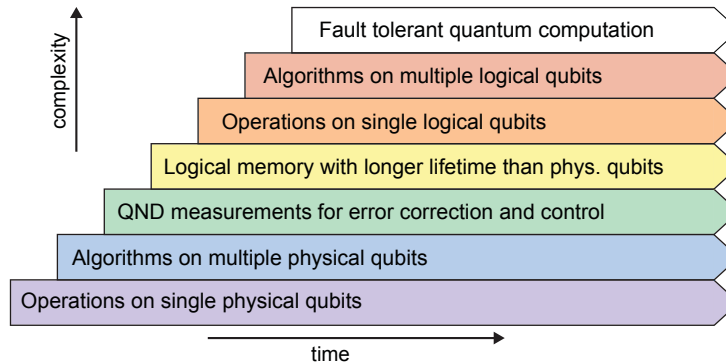 Fault tolerant quantum computation
Algorithms on multiple logical qubits
Operations on single logical qubits
Logical memory with longer lifetime than phys. qubits
QND measurements for error correction and control
Algorithms on multiple physical qubits
Operations on single physical qubits
complexity
time